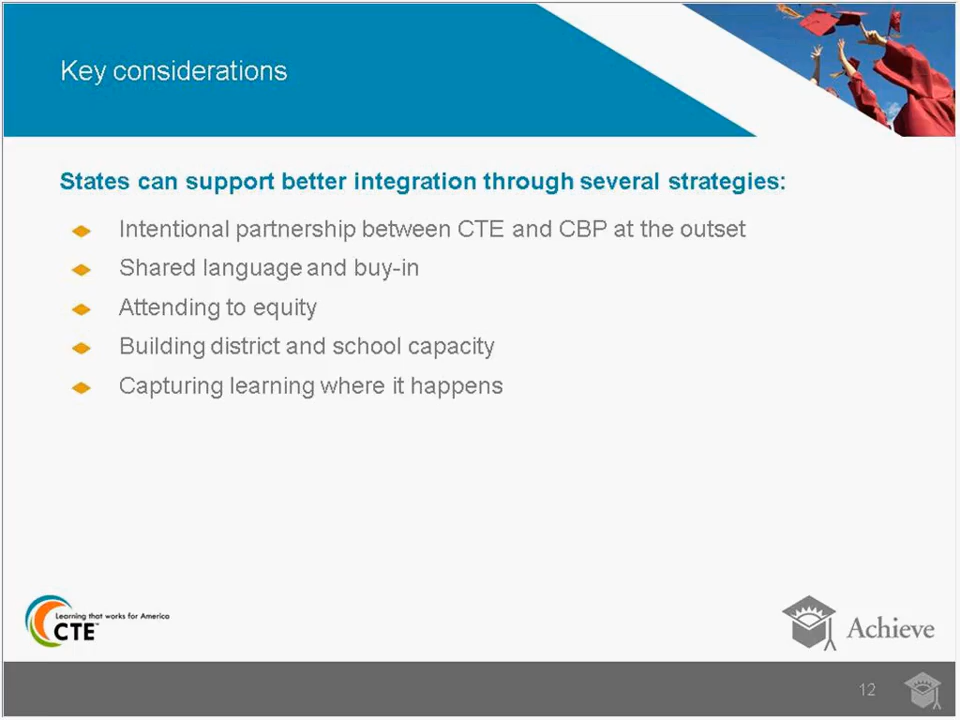 Key considerations
States can support better integration through several strategies:
Intentional partnership between CTE and CBP at the outset
Shared language and buy-in
Attending to equity
Building district and school capacity
Capturing learning where it happens
Learning that works for America
CTE™
Achieve
12